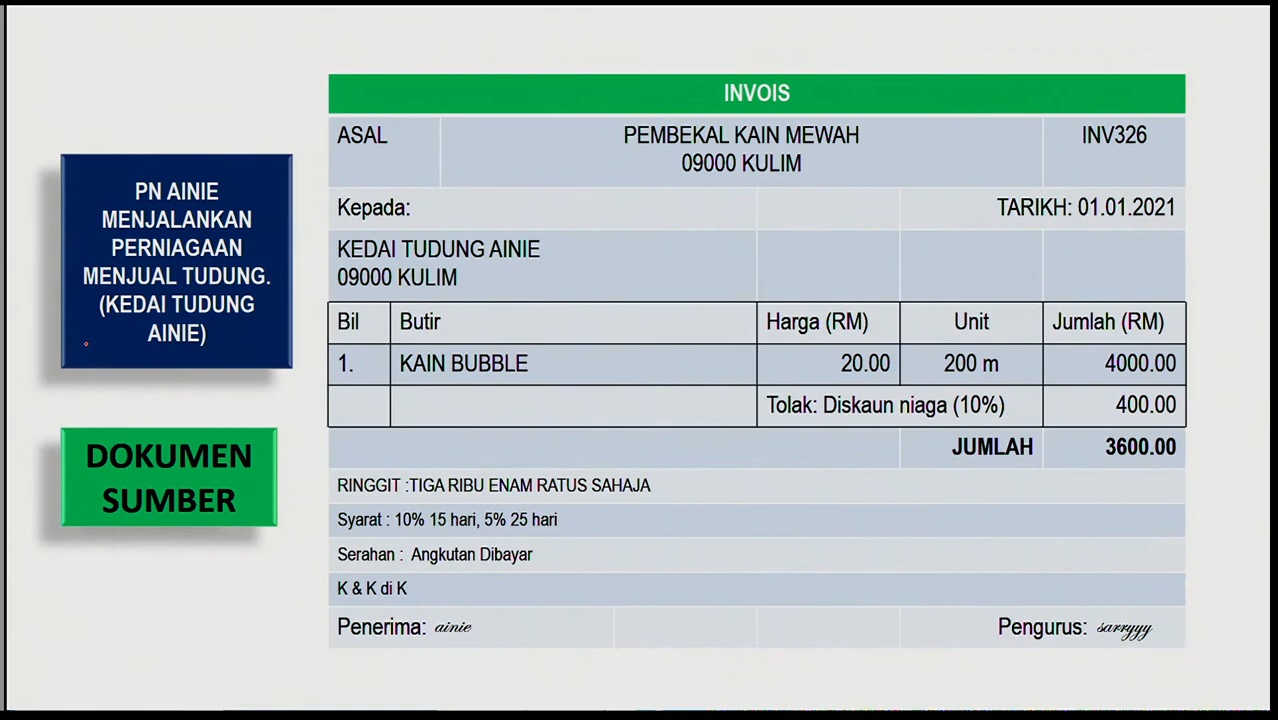 PN AINIE
MENJALANKAN
PERNIAGAAN
MENJUAL TUDUNG.
(KEDAI TUDUNG
AINIE)
DOKUMEN
SUMBER
INVOIS
ASAL
PEMBEKAL KAIN MEWAH
09000 KULIM
INV326
Kepada:
TARIKH: 01.01.2021
KEDAI TUDUNG AINIE
09000 KULIM
Bil Butir Harga (RM) Unit Jumlah (RM)
1. KAIN BUBBLE 20.00 200 m 4000.00
Tolak: Diskaun niaga (10%) 400.00
JUMLAH 3600.00
RINGGIT :TIGA RIBU ENAM RATUS SAHAJA
Syarat : 10% 15 hari, 5% 25 hari
Serahan : Angkutan Dibayar
K & K di K
Penerima: ainie Pengurus: sarryyy